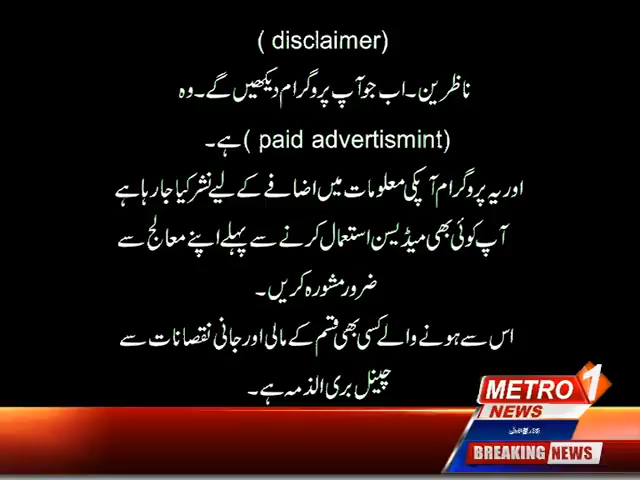 ( disclaimer)
ناظرین۔اب جو آپ پروگرام دیکھیں گے۔وہ
( paid advertismint) ہے۔
اور یہ پروگرام آپکی معلومات میں اضافے کے لیے نشر کیا جا رہا ہے
آپ کوئی بھی میڈیسن استعمال کرنے سے پہلے اپنے معالج سے
ضرور مشورہ کریں۔
اس سے ہونے والے کسی بھی قسم کے مالی اور جانی نقصانات سے
چینل بری الذمہ ہے۔
METRO 1
NEWS
BREAKING NEWS